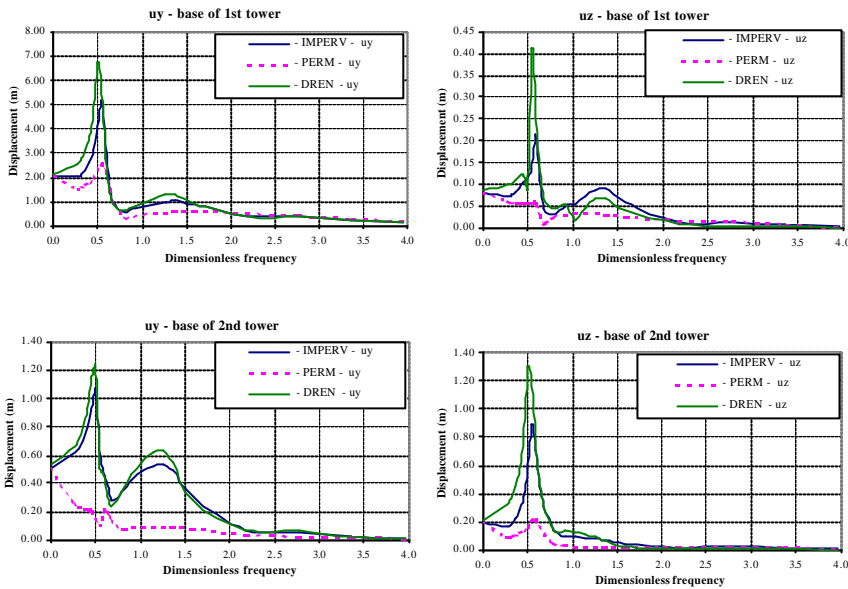 uy - base of 1st tower
8.00
7.00
6.00
5.00
4.00
3.00
2.00
1.00
0.00
Displacement (m)
- IMPERV - uy
- PERM - uy
- DREN - uy
0.0 0.5 1.0 1.5 2.0 2.5 3.0 3.5 4.0
Dimensionless frequency
uz - base of 1st tower
0.45
0.40
0.35
0.30
0.25
0.20
0.15
0.10
0.05
0.00
Displacement (m)
- IMPERV - uz
- PERM - uz
- DREN - uz
0.0 0.5 1.0 1.5 2.0 2.5 3.0 3.5 4.0
Dimensionless frequency
uy - base of 2nd tower
1.40
1.20
1.00
0.80
0.60
0.40
0.20
0.00
Displacement (m)
- IMPERV - uy
- PERM - uy
- DREN - uy
0.0 0.5 1.0 1.5 2.0 2.5 3.0 3.5 4.0
Dimensionless frequency
uz - base of 2nd tower
1.40
1.20
1.00
0.80
0.60
0.40
0.20
0.00
Displacement (m)
- IMPERV - uz
- PERM - uz
- DREN - uz
0.0 0.5 1.0 1.5 2.0 2.5 3.0 3.5 4.0
Dimensionless frequency